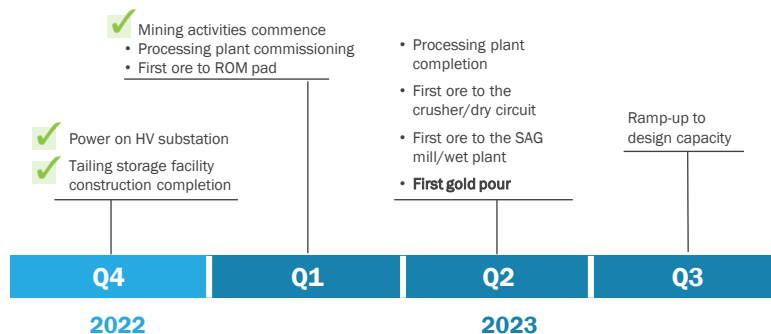 Mining activities commence
• Processing plant commissioning
• First ore to ROM pad
Power on HV substation
Tailing storage facility
construction completion
• Processing plant
completion
• First ore to the
crusher/dry circuit
• First ore to the SAG
mill/wet plant
• First gold pour
Ramp-up to
design capacity
Q4
Q1
Q2
Q3
2022
2023